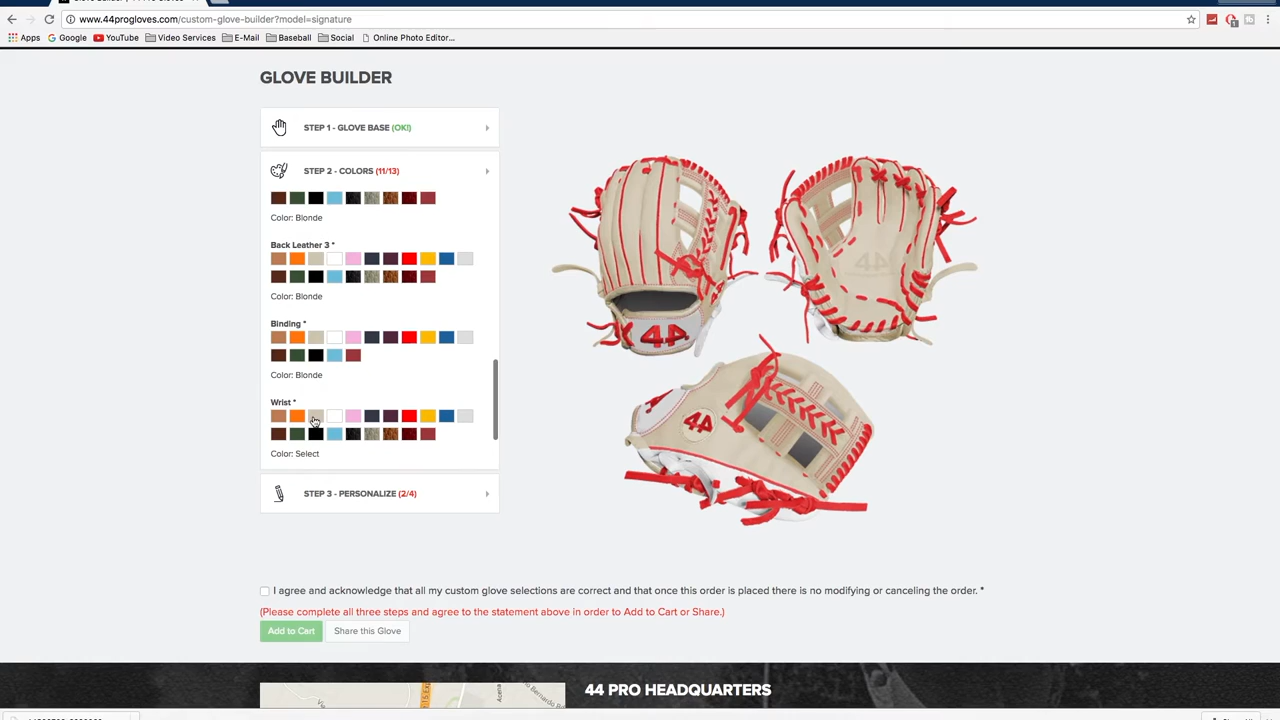 www.44progloves.com/custom-glove-builder?model=signature
Apps Google YouTube Video Services E-Mail Baseball Social Online Photo Editor...
GLOVE BUILDER
STEP 1 - GLOVE BASE (OK!)
STEP 2 - COLORS (11/13)
Color: Blonde
Back Leather 3 *
Color: Blonde
Binding *
Color: Blonde
Wrist *
Color: Select
STEP 3 - PERSONALIZE (2/4)
44
44
44
I agree and acknowledge that all my custom glove selections are correct and that once this order is placed there is no modifying or canceling the order. *
(Please complete all three steps and agree to the statement above in order to Add to Cart or Share.)
Add to Cart Share this Glove
44 PRO HEADQUARTERS